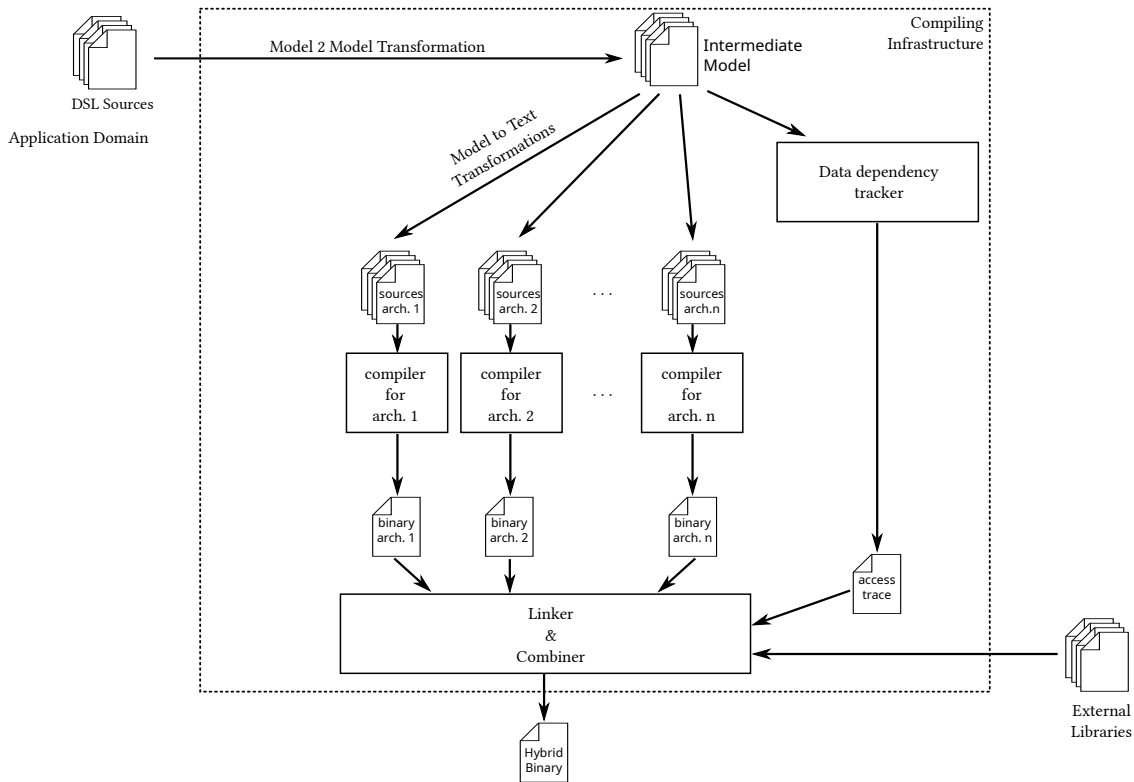 Compiling
Infrastructure
Model 2 Model Transformation
Intermediate
Model
DSL Sources
Application Domain
Model to Text
Transformations
Data dependency
tracker
sources
arch. 1
sources
arch. 2
. . .
sources
arch.n
compiler
for
arch. 1
compiler
for
arch. 2
. . .
compiler
for
arch. n
binary
arch. 1
binary
arch. 2
binary
arch. n
access
trace
Linker
&
Combiner
External
Libraries
Hybrid
Binary